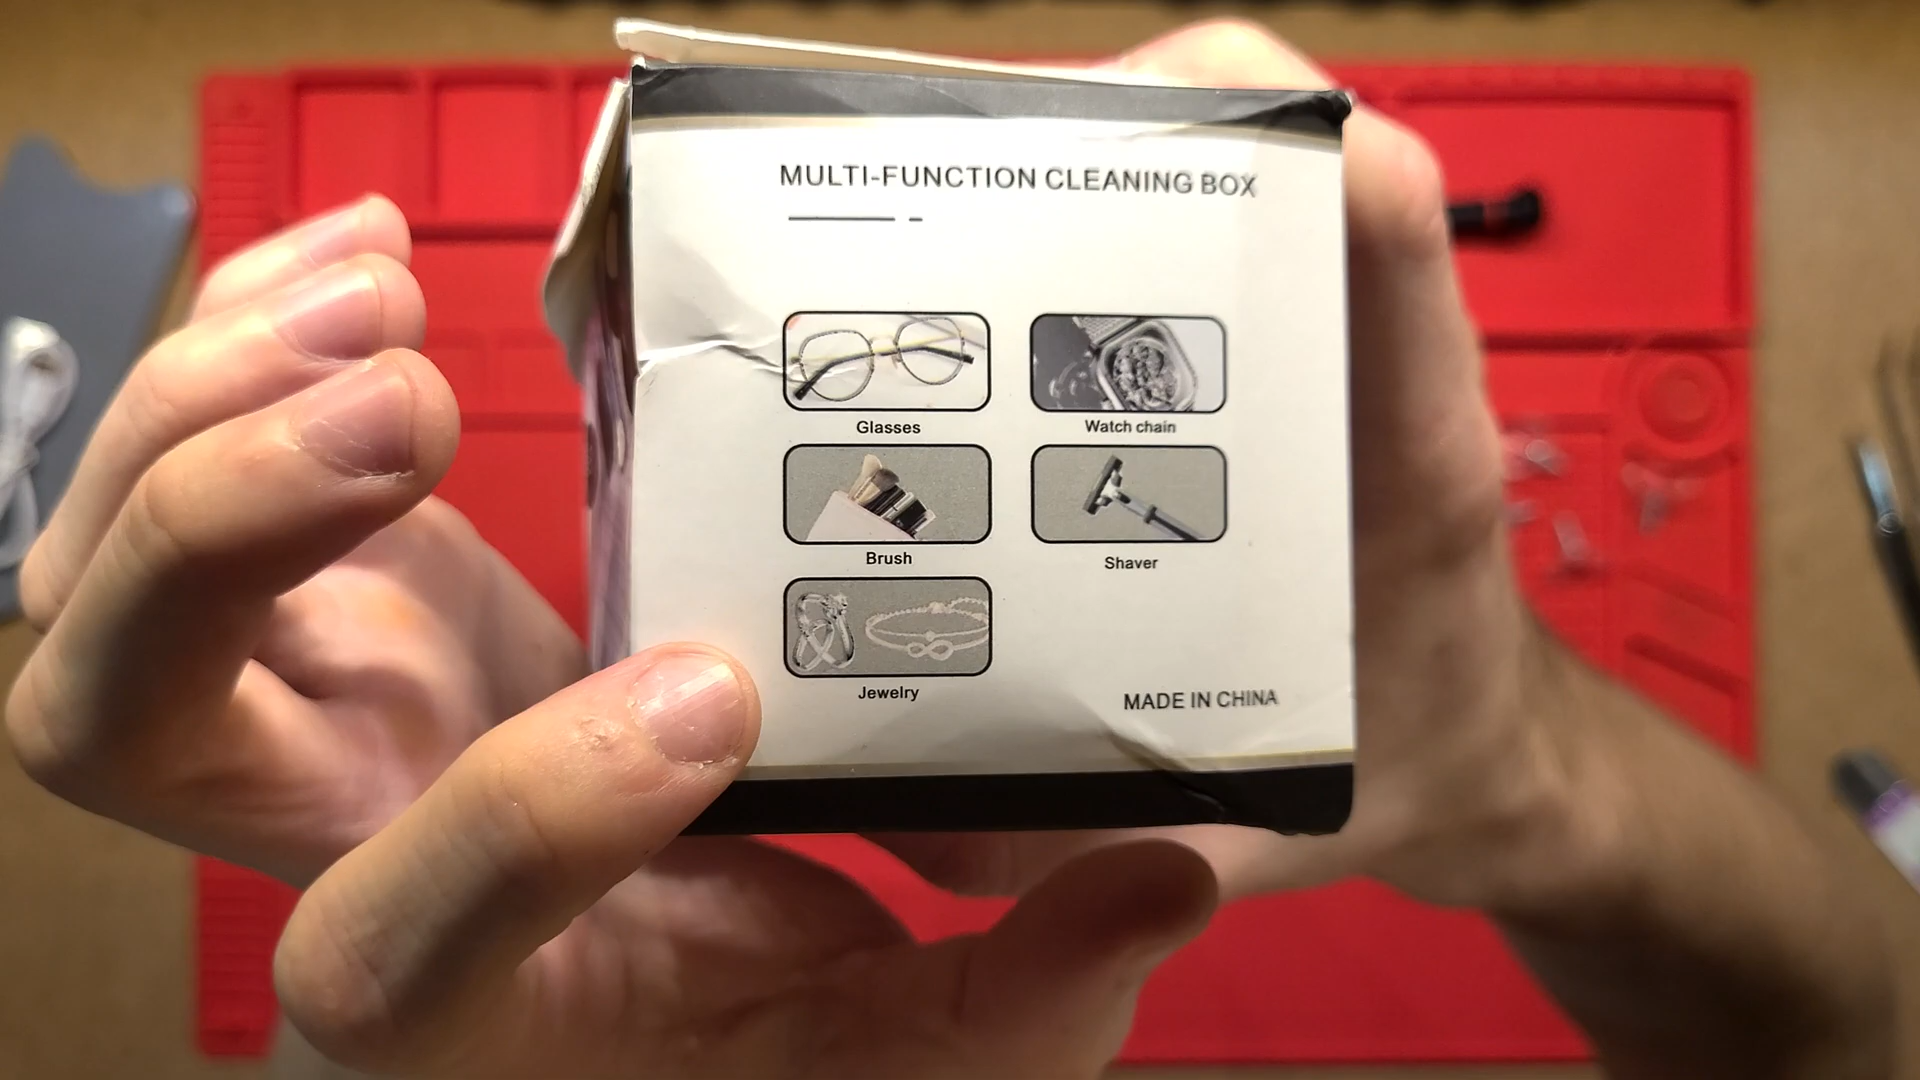 MULTI-FUNCTION CLEANING BOX
Glasses
Watch chain
Brush
Shaver
Jewelry
MADE IN CHINA